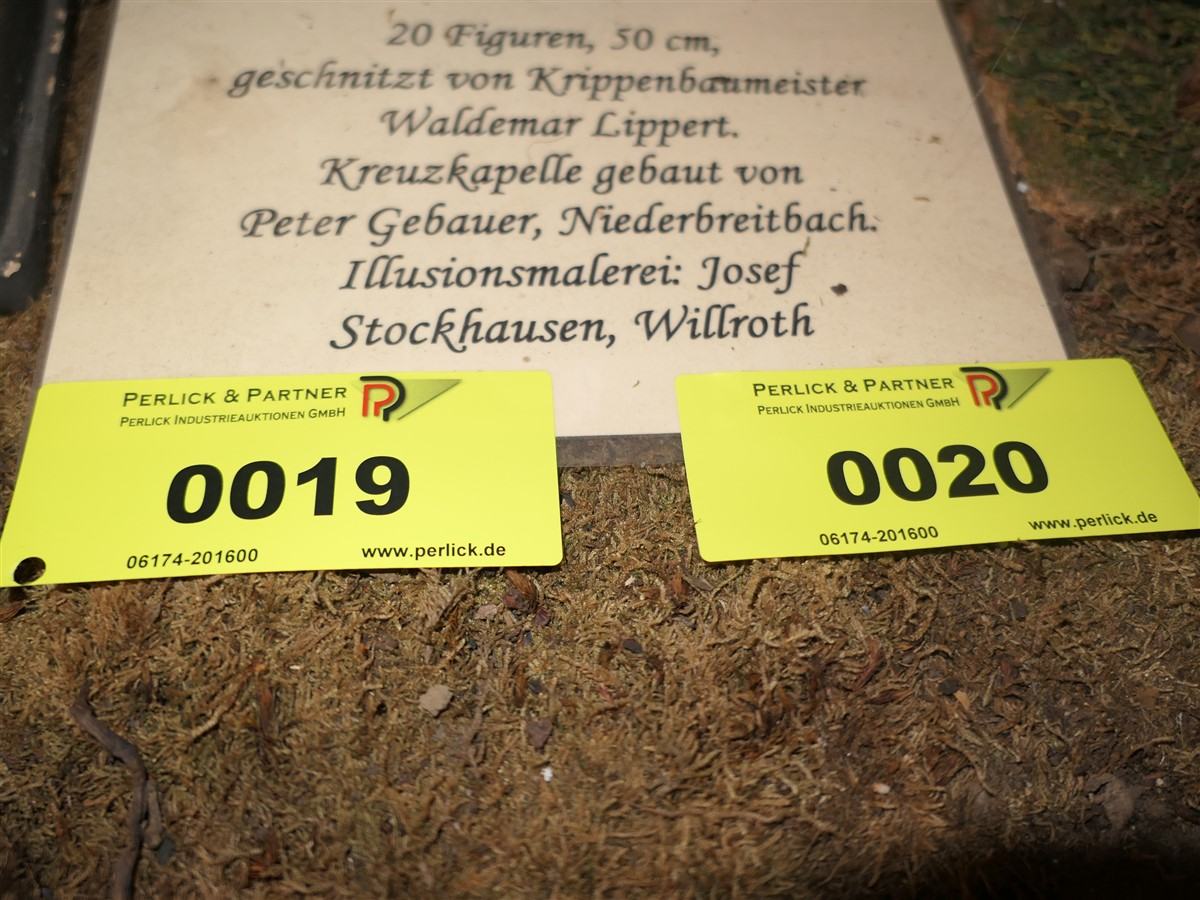 20 Figuren, 50 cm,
geschnitzt von Krippenbaumeister
Waldemar Lippert.
Kreuzkapelle gebaut von
Peter Gebauer, Niederbreitbach.
Illusionsmalerei: Josef
Stockhausen, Willroth
PERLICK & PARTNER
PERLICK INDUSTRIEAUKTIONEN GMBH
0019
06174-201600 www.perlick.de
PERLICK & PARTNER
PERLICK INDUSTRIEAUKTIONEN GMBH
0020
06174-201600 www.perlick.de